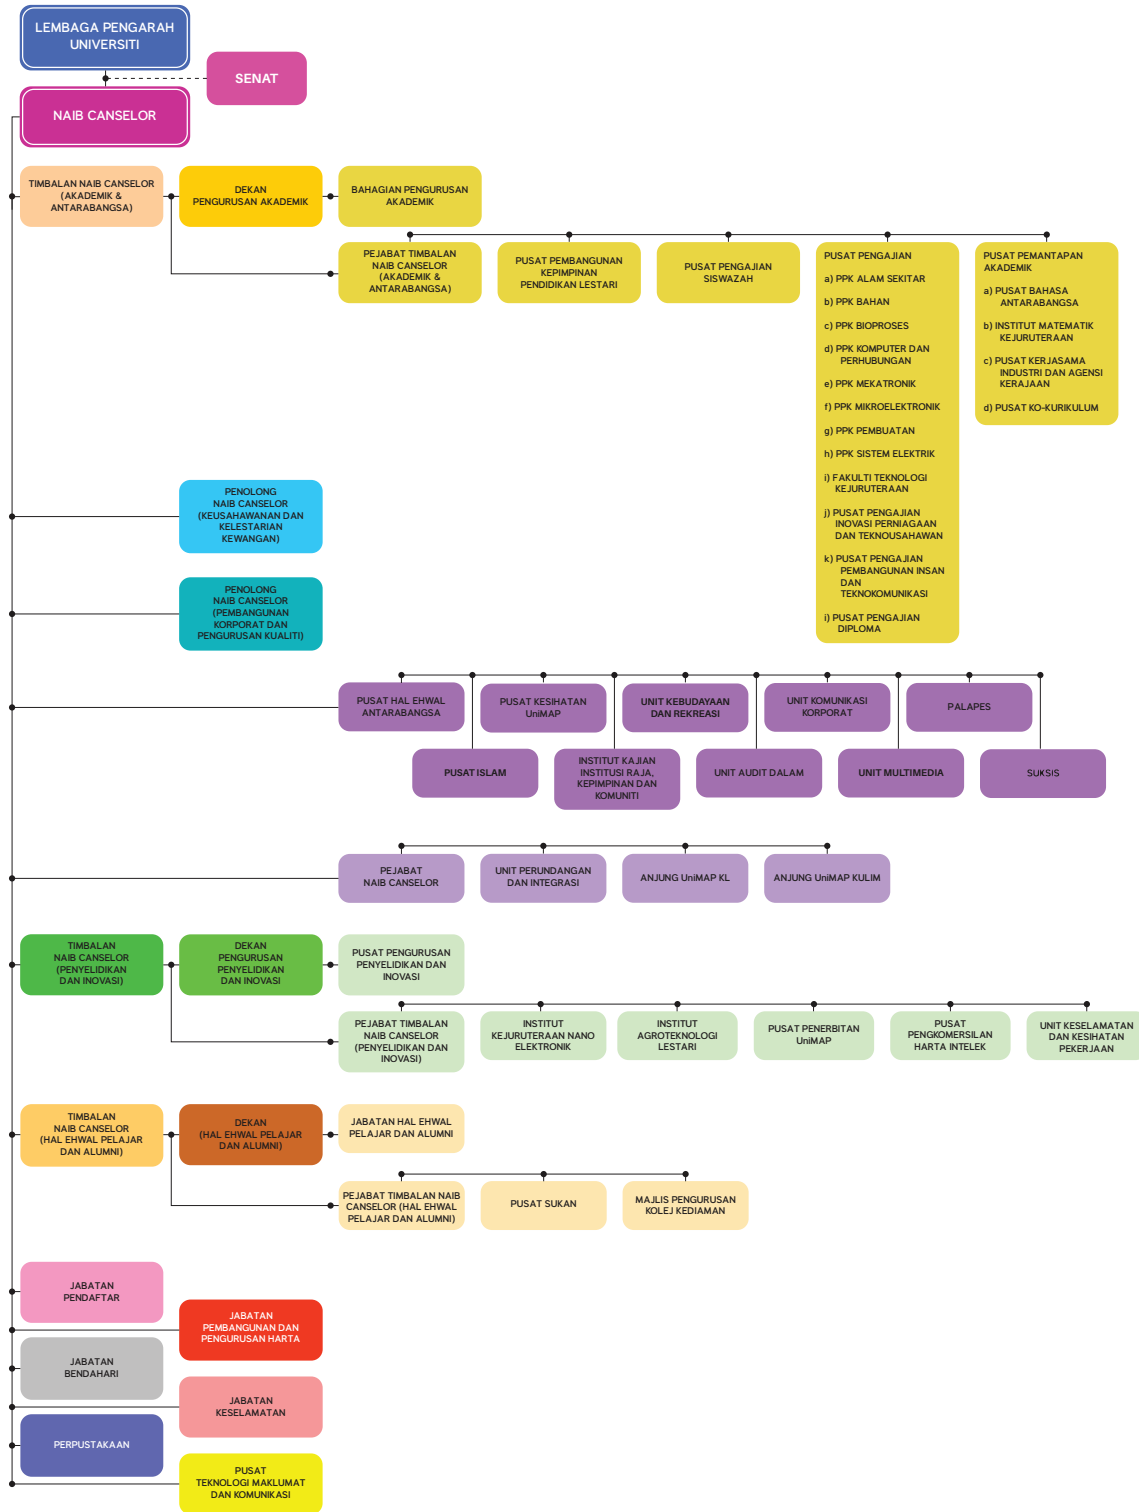 LEMBAGA PENGARAH
UNIVERSITI
SENAT
NAIB CANSELOR
TIMBALAN NAIB CANSELOR
(AKADEMIK &
ANTARABANGSA)
DEKAN
PENGURUSAN AKADEMIK
BAHAGIAN PENGURUSAN
AKADEMIK
PEJABAT TIMBALAN
NAIB CANSELOR
(AKADEMIK &
ANTARABANGSA)
PUSAT PEMBANGUNAN
KEPIMPINAN
PENDIDIKAN LESTARI
PUSAT PENGAJIAN
SISWAZAH
PUSAT PENGAJIAN
a) PPK ALAM SEKITAR
b) PPK BAHAN
c) PPK BIOPROSES
d) PPK KOMPUTER DAN
PERHUBUNGAN
e) PPK MEKATRONIK
f) PPK MIKROELEKTRONIK
g) PPK PEMBUATAN
h) PPK SISTEM ELEKTRIK
i) FAKULTI TEKNOLOGI
KEJURUTERAAN
j) PUSAT PENGAJIAN
INOVASI PERNIAGAAN
DAN TEKNOUSAHAWAN
k) PUSAT PENGAJIAN
PEMBANGUNAN INSAN
DAN
TEKNOKOMUNIKASI
i) PUSAT PENGAJIAN
DIPLOMA
PUSAT PEMANTAPAN
AKADEMIK
a) PUSAT BAHASA
ANTARABANGSA
b) INSTITUT MATEMATIK
KEJURUTERAAN
c) PUSAT KERJASAMA
INDUSTRI DAN AGENSI
KERAJAAN
d) PUSAT KO-KURIKULUM
PENOLONG
NAIB CANSELOR
(KEUSAHAWANAN DAN
KELESTARIAN
KEWANGAN)
PENOLONG
NAIB CANSELOR
(PEMBANGUNAN
KORPORAT DAN
PENGURUSAN KUALITI)
PUSAT HAL EHWAL
ANTARABANGSA
PUSAT KESIHATAN
UniMAP
UNIT KEBUDAYAAN
DAN REKREASI
UNIT KOMUNIKASI
KORPORAT
PALAPES
PUSAT ISLAM
INSTITUT KAJIAN
INSTITUSI RAJA,
KEPIMPINAN DAN
KOMUNITI
UNIT AUDIT DALAM
UNIT MULTIMEDIA
SUKSIS
PEJABAT
NAIB CANSELOR
UNIT PERUNDANGAN
DAN INTEGRASI
ANJUNG UniMAP KL
ANJUNG UniMAP KULIM
TIMBALAN
NAIB CANSELOR
(PENYELIDIKAN
DAN INOVASI)
DEKAN
PENGURUSAN
PENYELIDIKAN
DAN INOVASI
PUSAT PENGURUSAN
PENYELIDIKAN DAN
INOVASI
PEJABAT TIMBALAN
NAIB CANSELOR
(PENYELIDIKAN DAN
INOVASI)
INSTITUT
KEJURUTERAAN NANO
ELEKTRONIK
INSTITUT
AGROTEKNOLOGI
LESTARI
PUSAT PENERBITAN
UniMAP
PUSAT
PENGKOMERSILAN
HARTA INTELEK
UNIT KESELAMATAN
DAN KESIHATAN
PEKERJAAN
TIMBALAN
NAIB CANSELOR
(HAL EHWAL PELAJAR
DAN ALUMNI)
DEKAN
(HAL EHWAL PELAJAR
DAN ALUMNI)
JABATAN HAL EHWAL
PELAJAR DAN ALUMNI
PEJABAT TIMBALAN NAIB
CANSELOR (HAL EHWAL
PELAJAR DAN ALUMNI)
PUSAT SUKAN
MAJLIS PENGURUSAN
KOLEJ KEDIAMAN
JABATAN
PENDAFTAR
JABATAN
PEMBANGUNAN DAN
PENGURUSAN HARTA
JABATAN
BENDAHARI
JABATAN
KESELAMATAN
PERPUSTAKAAN
PUSAT
TEKNOLOGI MAKLUMAT
DAN KOMUNIKASI